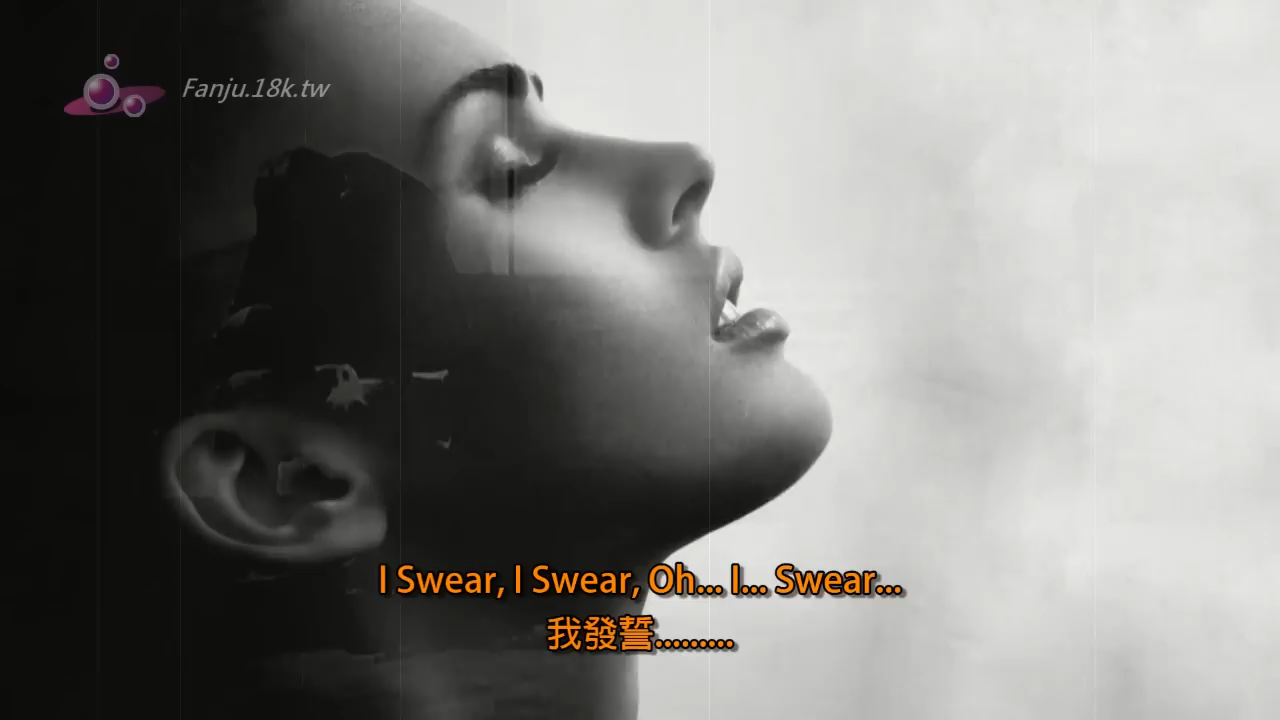 Fanju.18k.tw
I Swear, I Swear, Oh... I... Swear...
我發誓.........